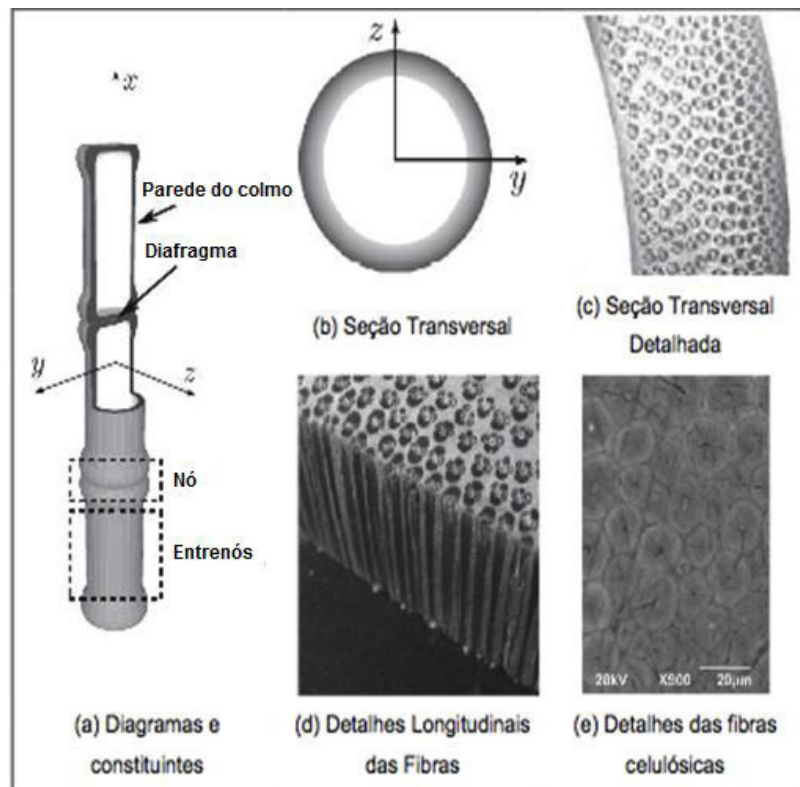 x
Parede do colmo
Diafragma
y
z
Nó
Entrenós
(a) Diagramas e
constituintes
z
y
(b) Seção Transversal
(c) Seção Transversal
Detalhada
(d) Detalhes Longitudinais
das Fibras
20kV X900 20µm
(e) Detalhes das fibras
celulósicas